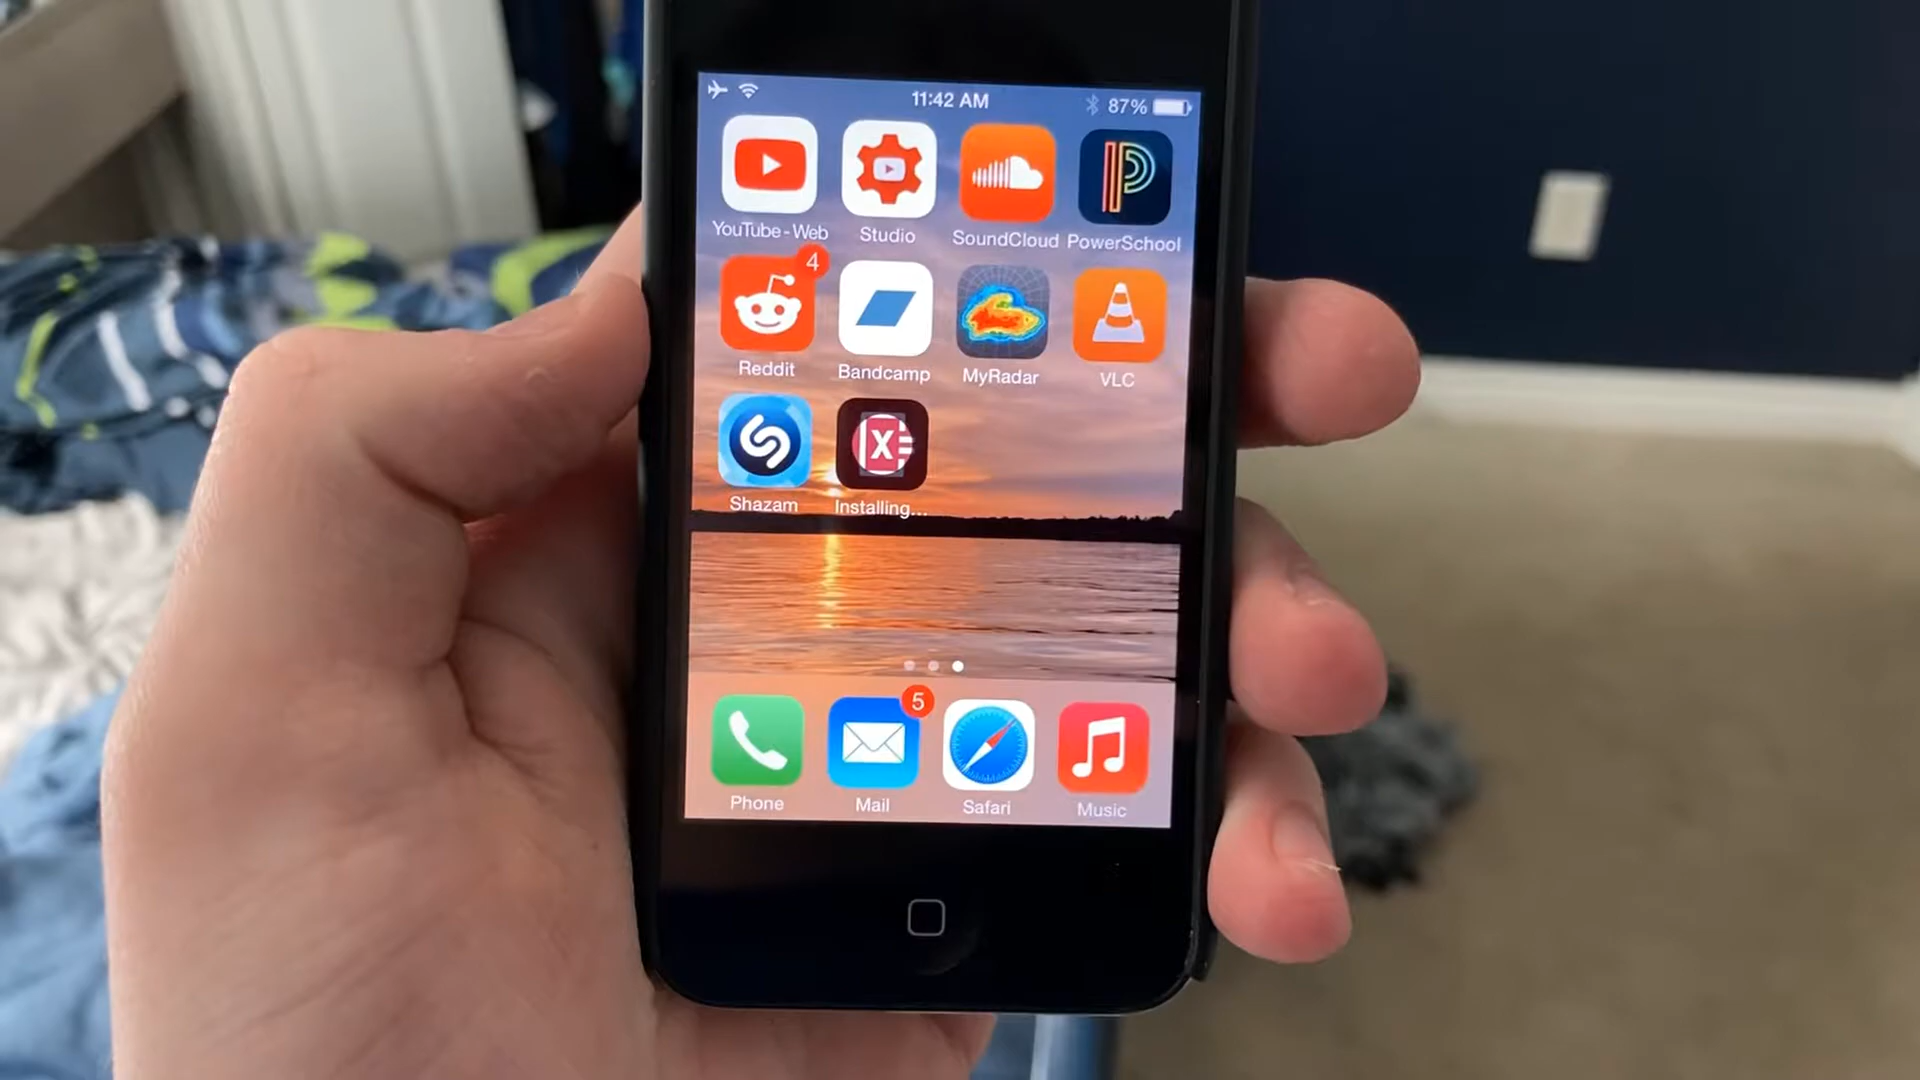 11:42 AM
87%
YouTube-Web
Studio
SoundCloud
PowerSchool
4
Reddit
Bandcamp
MyRadar
VLC
Shazam
X
Installing...
5
Phone
Mail
Safari
Music